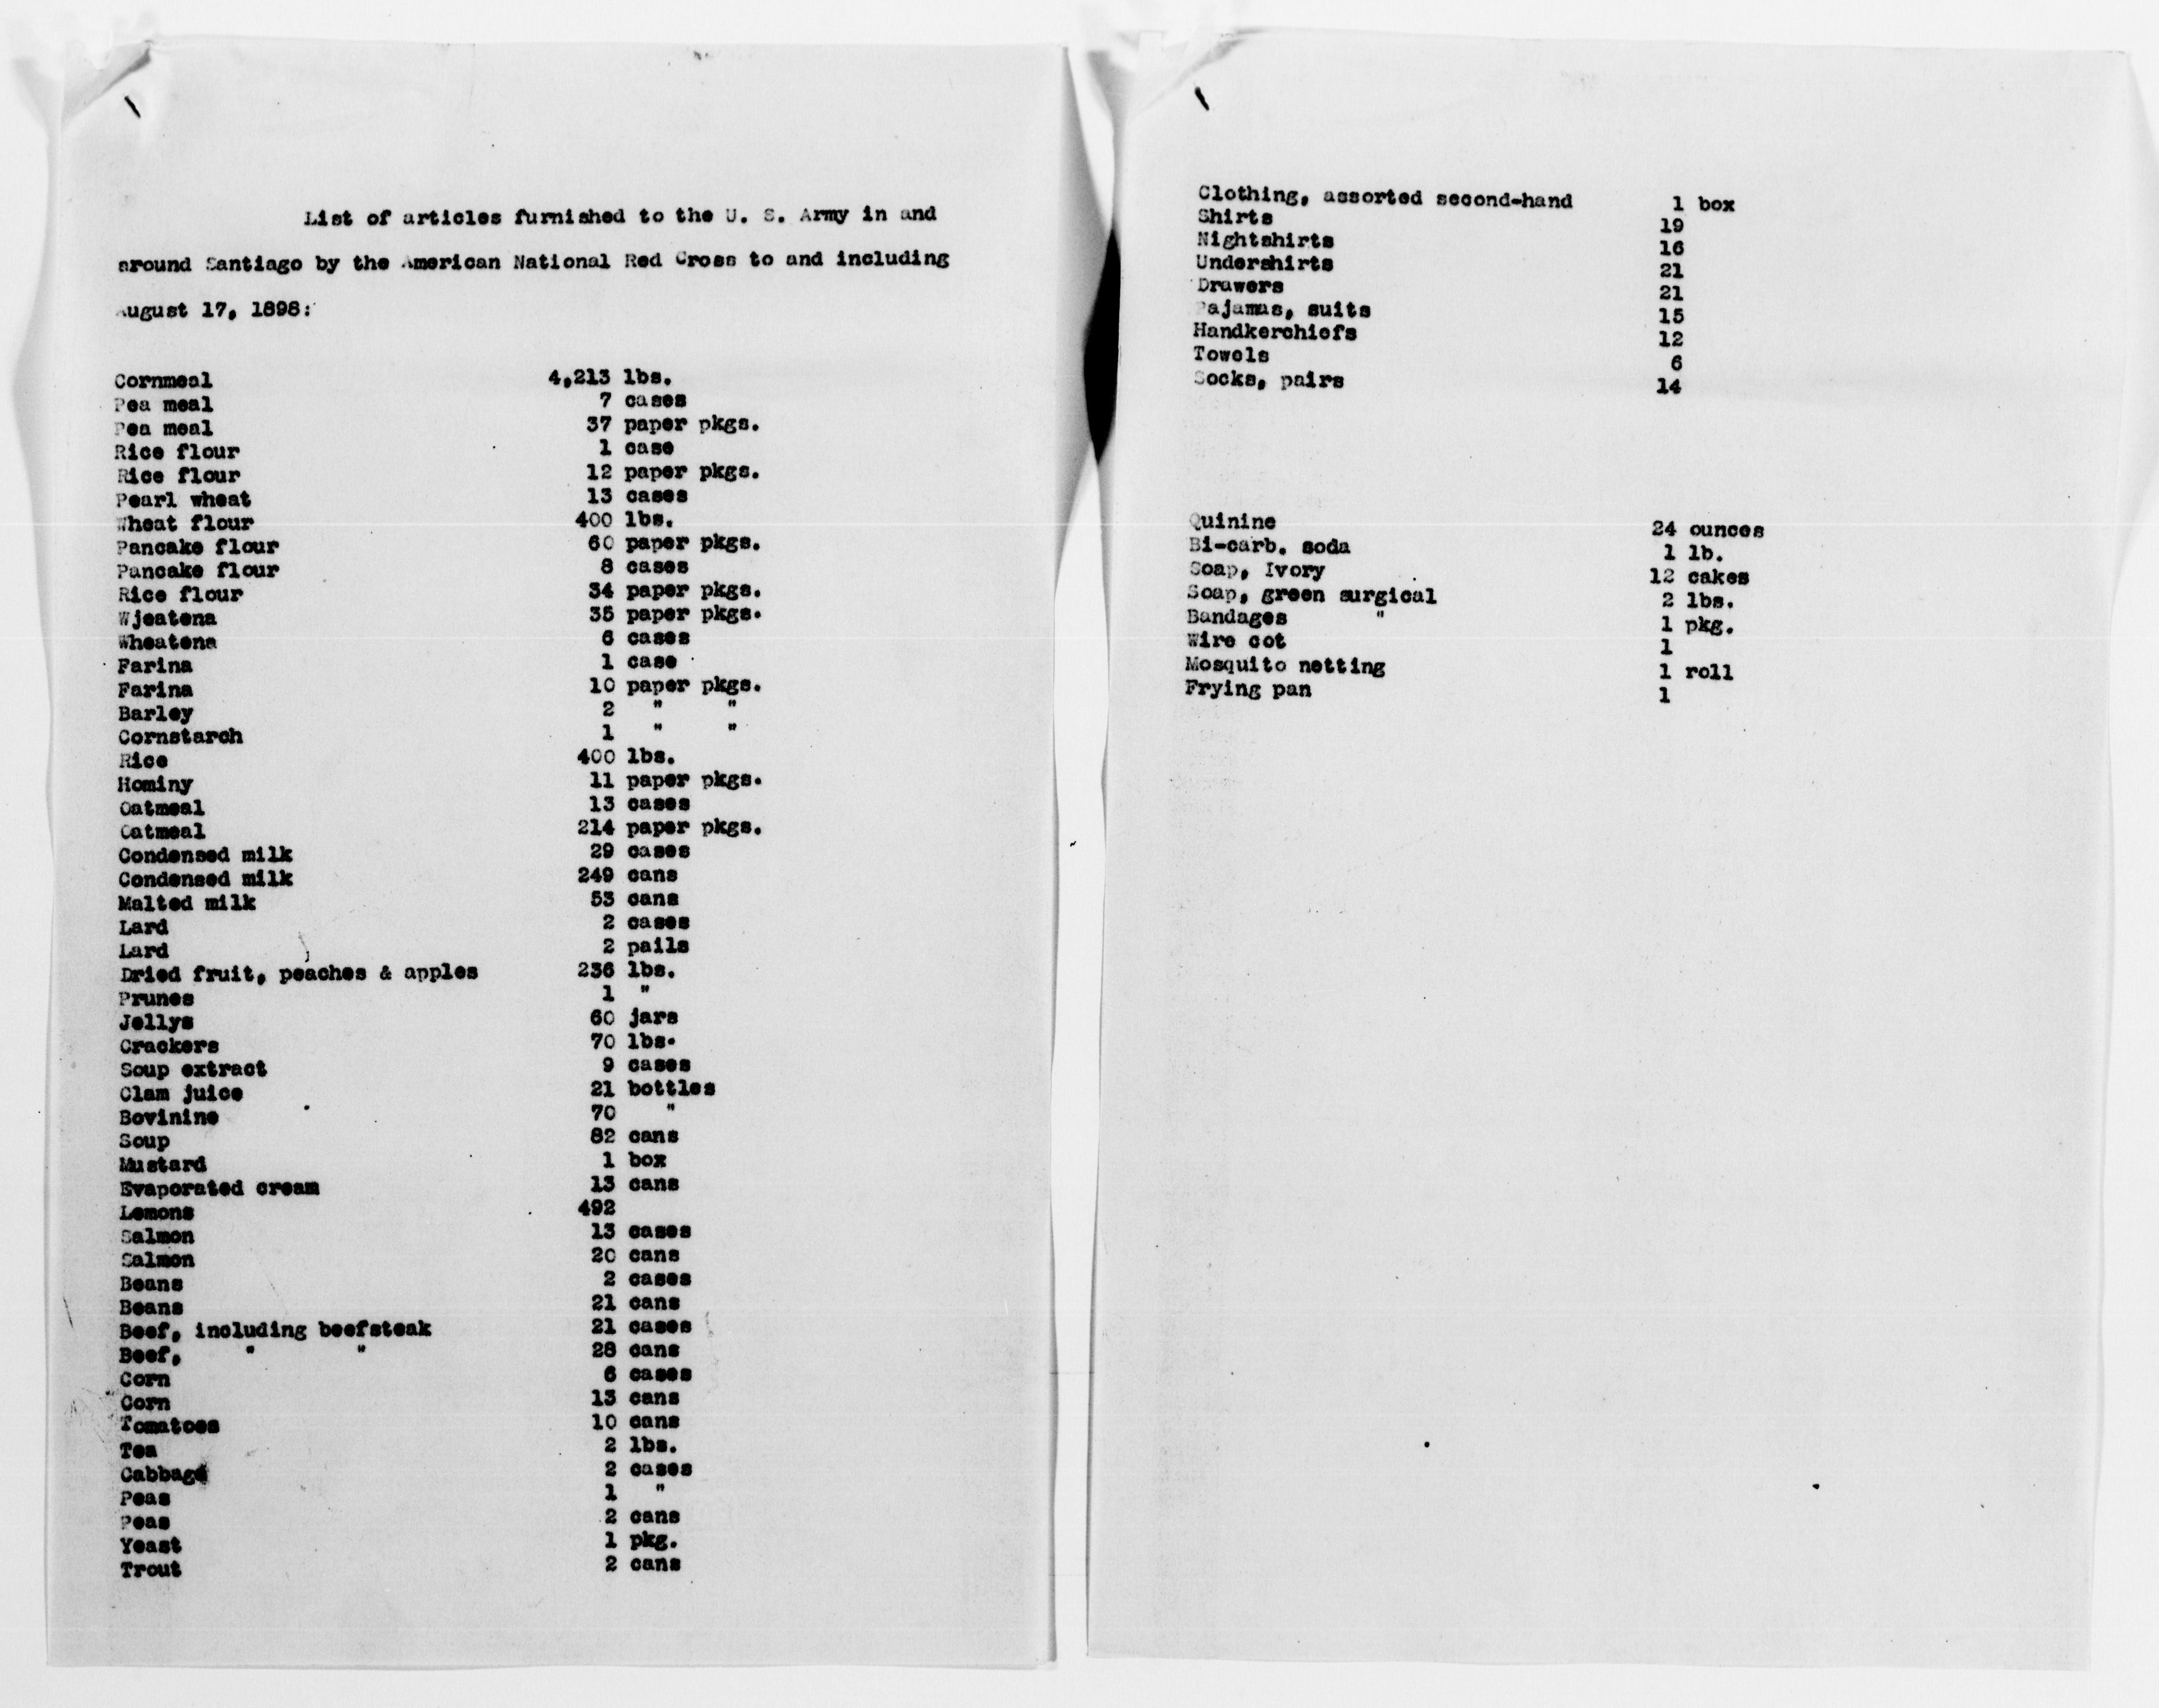 List of articles furnished to the U. S. Army in and
around Santiago by the American National Red Cross to and including
August 17, 1898:
Cornmeal 4,213 lbs.
Pea meal 7 cases
Pea meal 37 paper pkgs.
Rice flour 1 case
Rice flour 12 paper pkgs.
Pearl wheat 13 cases
Wheat flour 400 lbs.
Pancake flour 60 paper pkgs.
Pancake flour 8 cases
Rice flour 34 paper pkgs.
Wjeatena 35 paper pkgs.
Wheatena 6 cases
Farina 1 case
Farina 10 paper pkgs.
Barley 2 " "
Cornstarch 1 " "
Rice 400 lbs.
Hominy 11 paper pkgs.
Oatmeal 13 cases
Oatmeal 214 paper pkgs.
Condensed milk 29 cases
Condensed milk 249 cans
Malted milk 53 cans
Lard 2 cases
Lard 2 pails
Dried fruit, peaches & apples 236 lbs.
Prunes 1 "
Jellys 60 jars
Crackers 70 lbs.
Soup extract 9 cases
Clam juice 21 bottles
Bovinine 70 "
Soup 82 cans
Mustard 1 box
Evaporated cream 13 cans
Lemons 492
Salmon 13 cases
Salmon 20 cans
Beans 2 cases
Beans 21 cans
Beef, including beefsteak 21 cases
Beef, " " 28 cans
Corn 6 cases
Corn 13 cans
Tomatoes 10 cans
Tea 2 lbs.
Cabbage 2 cases
Peas 1 "
Peas 2 cans
Yeast 1 pkg.
Trout 2 cans
Clothing, assorted second-hand 1 box
Shirts 19
Nightshirts 16
Undershirts 21
Drawers 21
Pajamas, suits 15
Handkerchiefs 12
Towels 6
Socks, pairs 14
Quinine 24 ounces
Bi-carb. soda 1 lb.
Soap, Ivory 12 cakes
Soap, green surgical 2 lbs.
Bandages " 1 pkg.
Wire cot 1
Mosquito netting 1 roll
Frying pan 1